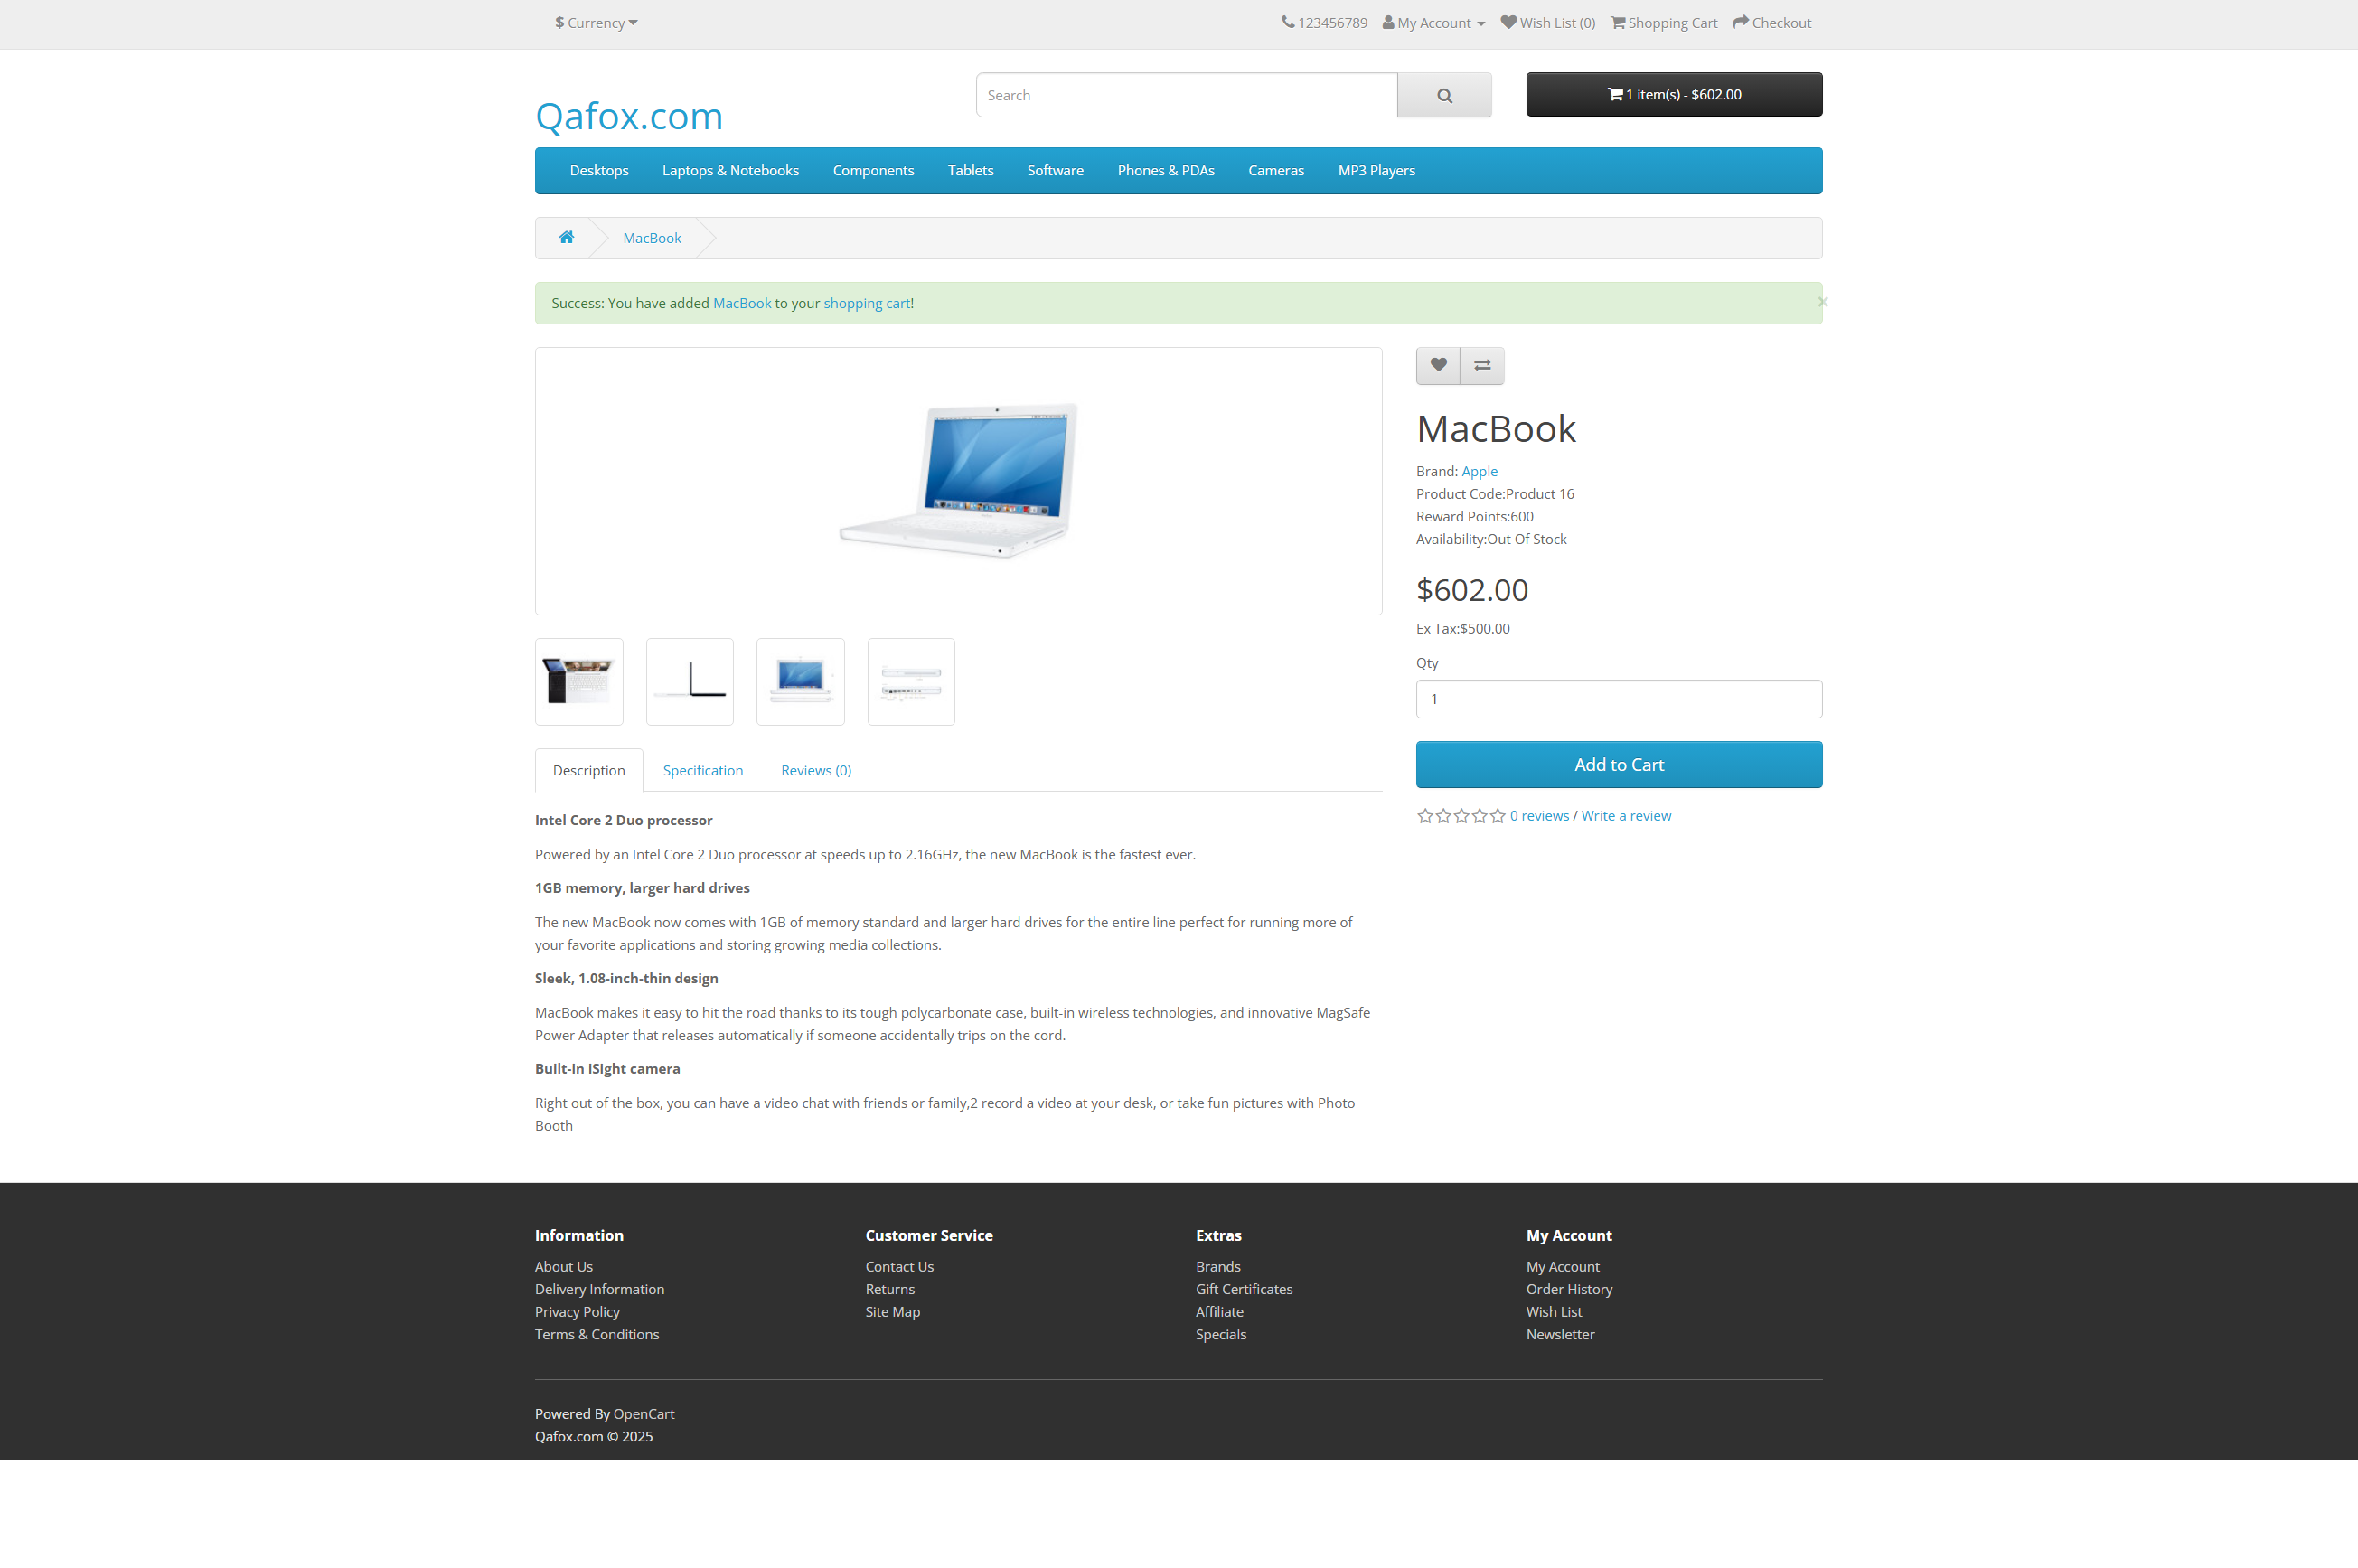 $ Currency
123456789 My Account Wish List (0) Shopping Cart Checkout
Qafox.com
Search
1 item(s) - $602.00
Desktops Laptops & Notebooks Components Tablets Software Phones & PDAs Cameras MP3 Players
MacBook
Success: You have added MacBook to your shopping cart!
×
MacBook
Brand: Apple
Product Code:Product 16
Reward Points:600
Availability:Out Of Stock
$602.00
Ex Tax:$500.00
Qty
1
Add to Cart
0 reviews / Write a review
Description Specification Reviews (0)
Intel Core 2 Duo processor
Powered by an Intel Core 2 Duo processor at speeds up to 2.16GHz, the new MacBook is the fastest ever.
1GB memory, larger hard drives
The new MacBook now comes with 1GB of memory standard and larger hard drives for the entire line perfect for running more of
your favorite applications and storing growing media collections.
Sleek, 1.08-inch-thin design
MacBook makes it easy to hit the road thanks to its tough polycarbonate case, built-in wireless technologies, and innovative MagSafe
Power Adapter that releases automatically if someone accidentally trips on the cord.
Built-in iSight camera
Right out of the box, you can have a video chat with friends or family,2 record a video at your desk, or take fun pictures with Photo
Booth
Information
About Us
Delivery Information
Privacy Policy
Terms & Conditions
Customer Service
Contact Us
Returns
Site Map
Extras
Brands
Gift Certificates
Affiliate
Specials
My Account
My Account
Order History
Wish List
Newsletter
Powered By OpenCart
Qafox.com © 2025